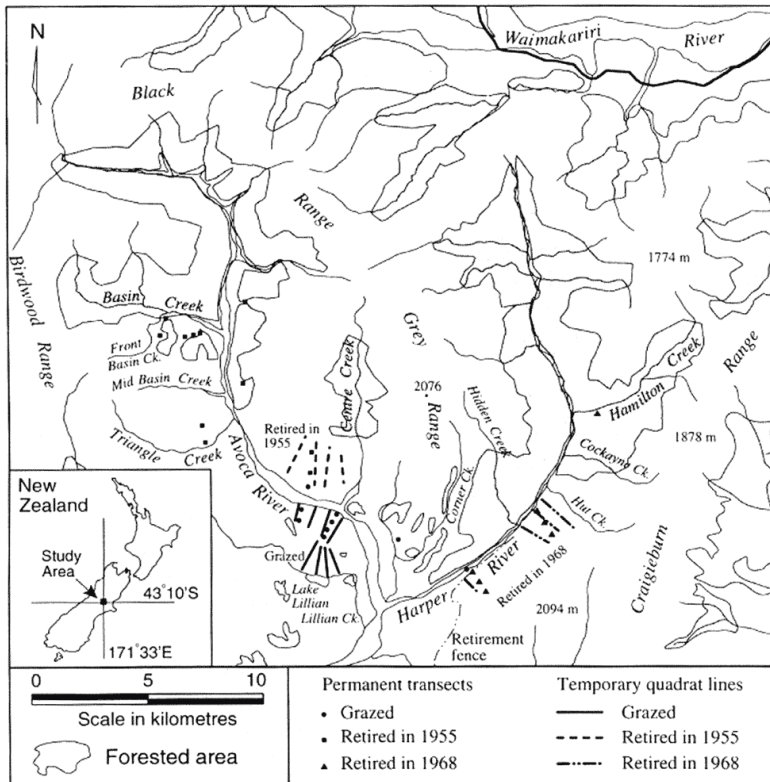 N
Waimakariri River
Black
Range
Birdwood Range
Basin Creek
Front
Basin Ck.
Mid Basin Creek
Triangle Creek
Centre Creek
Grey
2076
Range
Hidden Creek
Corner Ck.
1774 m
Range
Hamilton Creek
1878 m
Cockayne Ck.
Hut Ck.
Craigieburn
Retired in
1955
Avoca River
Grazed
Lake
Lillian
Lillian Ck.
Harper River
Retired in 1968
2094 m
Retirement
fence
New
Zealand
Study
Area
43°10'S
171°33'E
0 5 10
Scale in kilometres
Forested area
Permanent transects
Grazed
Retired in 1955
Retired in 1968
Temporary quadrat lines
Grazed
Retired in 1955
Retired in 1968